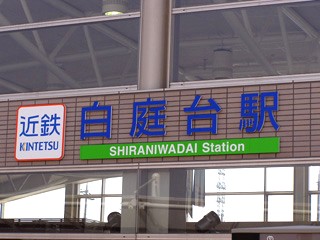 近鉄
KINTETSU
白庭台駅
SHIRANIWADAI Station